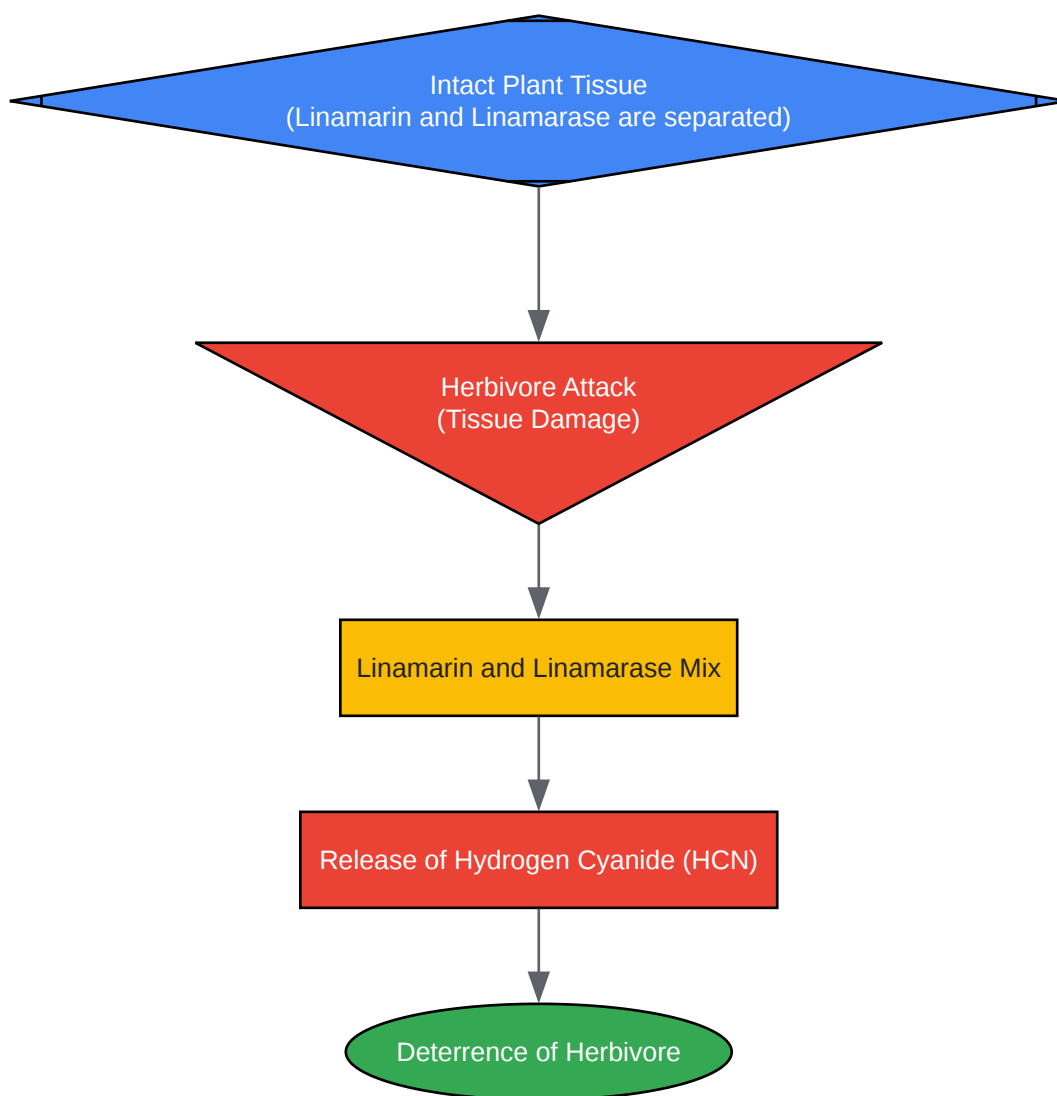 Intact Plant Tissue
(Linamarin and Linamarase are separated)
Herbivore Attack
(Tissue Damage)
Linamarin and Linamarase Mix
Release of Hydrogen Cyanide (HCN)
Deterrence of Herbivore